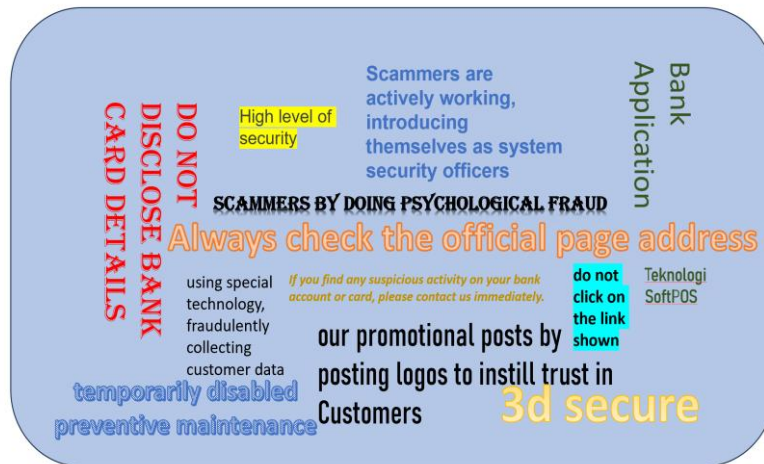 Scammers are
actively working,
introducing
themselves as system
security officers
Bank
Application
DO NOT
DISCLOSE BANK
CARD DETAILS
High level of
security
SCAMMERS BY DOING PSYCHOLOGICAL FRAUD
Always check the official page address
using special
technology,
fraudulently
collecting
customer data
If you find any suspicious activity on your bank
account or card, please contact us immediately.
do not
click on
the link
shown
Teknologi
SoftPOS
our promotional posts by
posting logos to instill trust in
Customers
temporarily disabled
preventive maintenance
3d secure